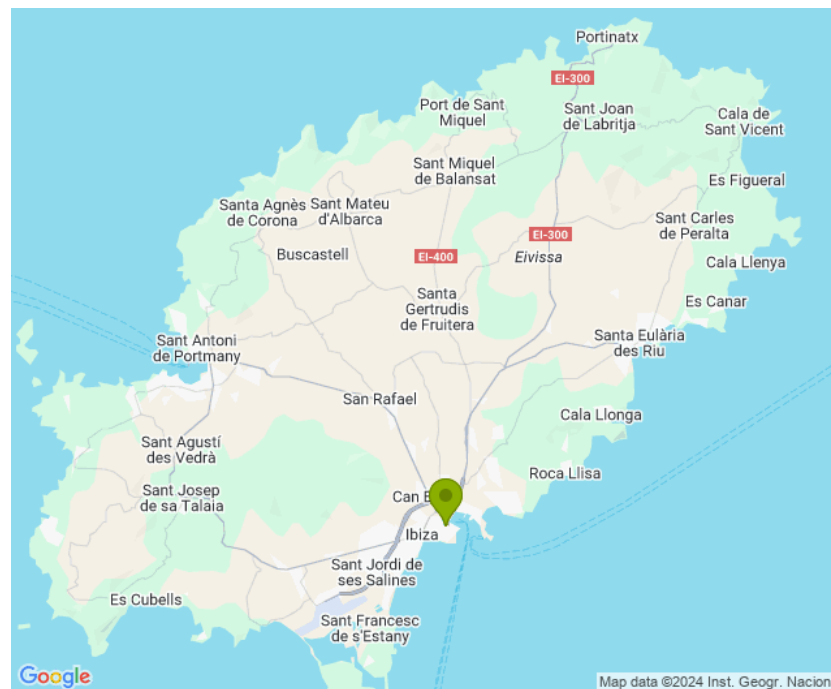 Portinatx
EI-300
Port de Sant
Miquel
Sant Joan
de Labritja
Cala de
Sant Vicent
Sant Miquel
de Balansat
Es Figueral
Santa Agnès
de Corona
Sant Mateu
d'Albarca
Sant Carles
de Peralta
EI-300
Buscastell
EI-400
Eivissa
Cala Llenya
Santa
Gertrudis
de Fruitera
Es Canar
Sant Antoni
de Portmany
Santa Eulària
des Riu
San Rafael
Cala Llonga
Sant Agustí
des Vedrà
Roca Llisa
Sant Josep
de sa Talaia
Can B
Ibiza
Sant Jordi de
ses Salines
Es Cubells
Sant Francesc
de s'Estany
Google
Map data ©2024 Inst. Geogr. Nacion